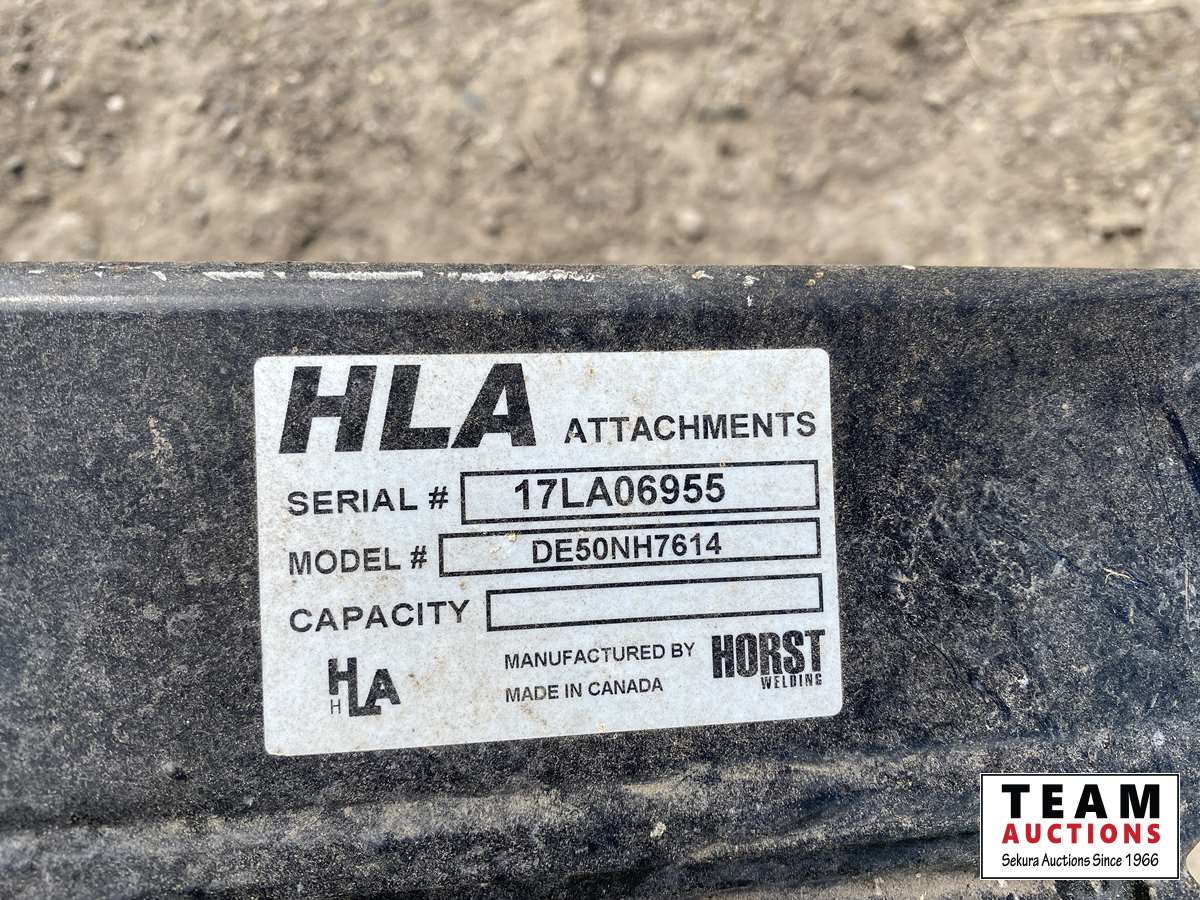 HLA ATTACHMENTS
SERIAL # 17LA06955
MODEL # DE50NH7614
CAPACITY
HLA
H
MANUFACTURED BY HORST WELDING
MADE IN CANADA
TEAM
AUCTIONS
Sekura Auctions Since 1966